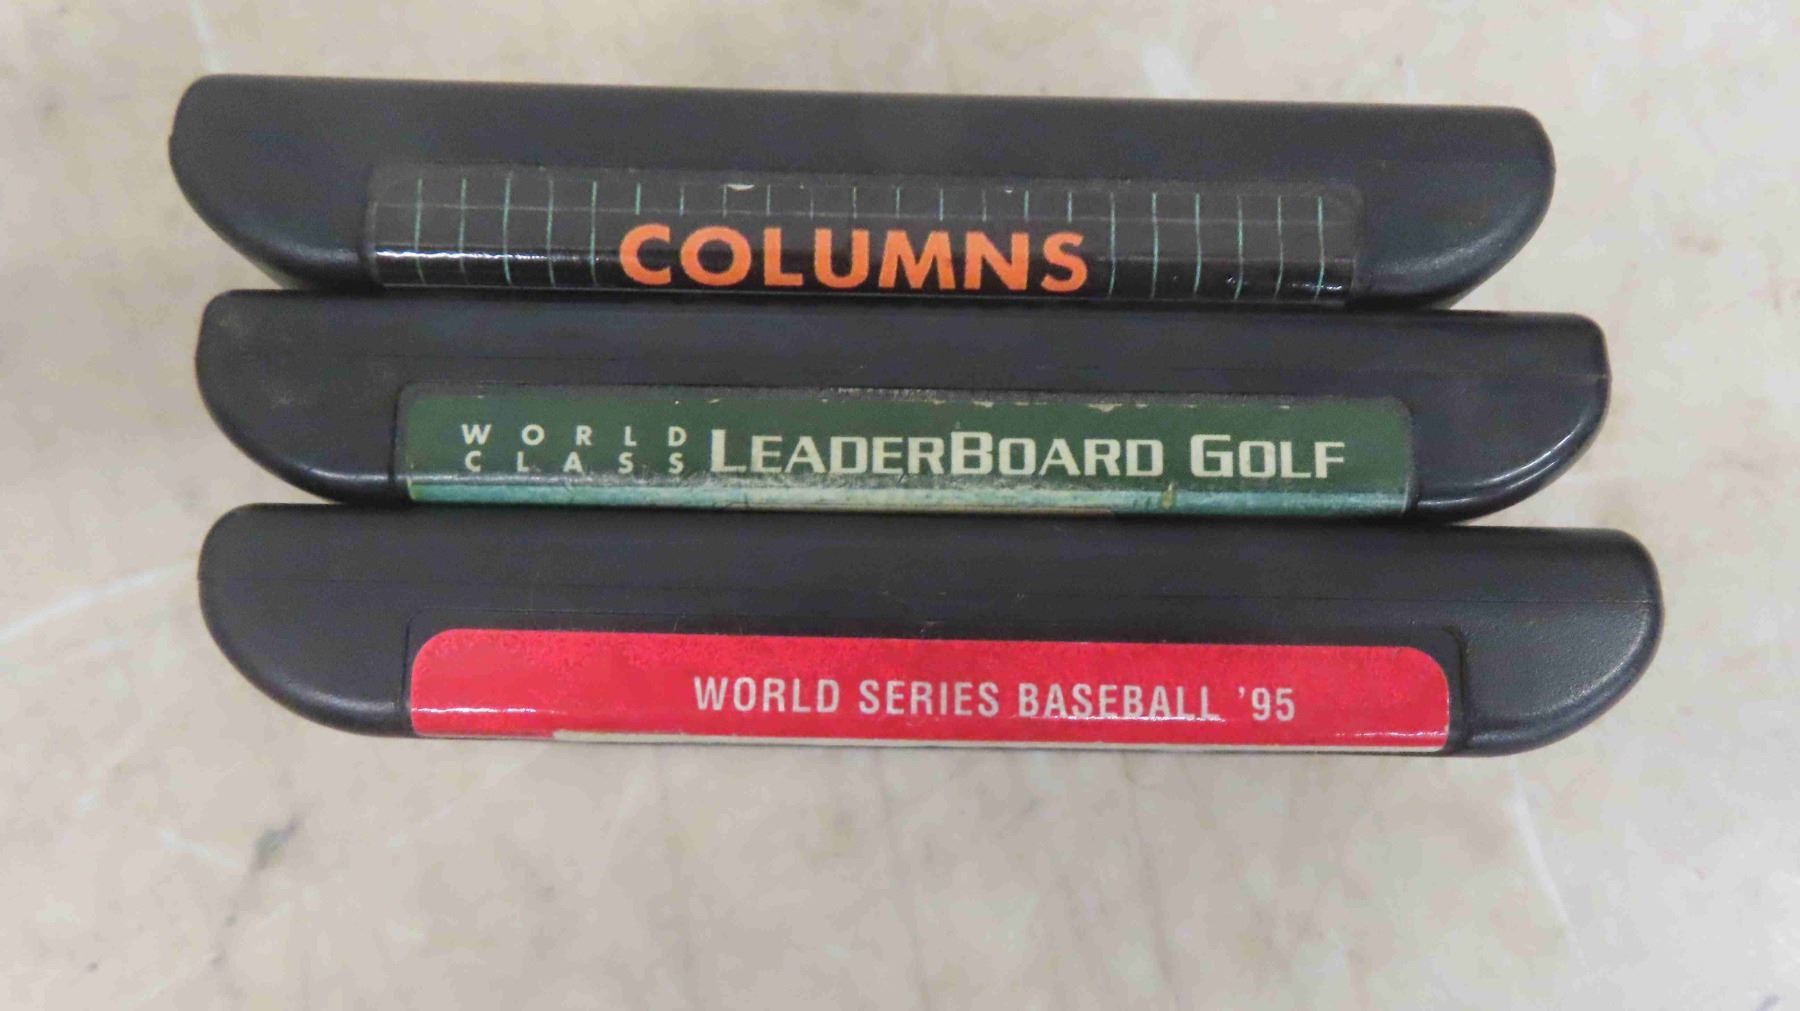 COLUMNS
WORLD CLASS LEADERBOARD GOLF
WORLD SERIES BASEBALL '95